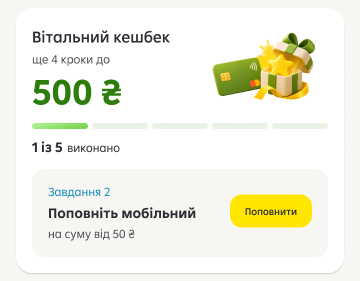 Вітальний кешбек
ще 4 кроки до
500 ₴
1 із 5 виконано
Завдання 2
Поповніть мобільний
на суму від 50 ₴
Поповнити